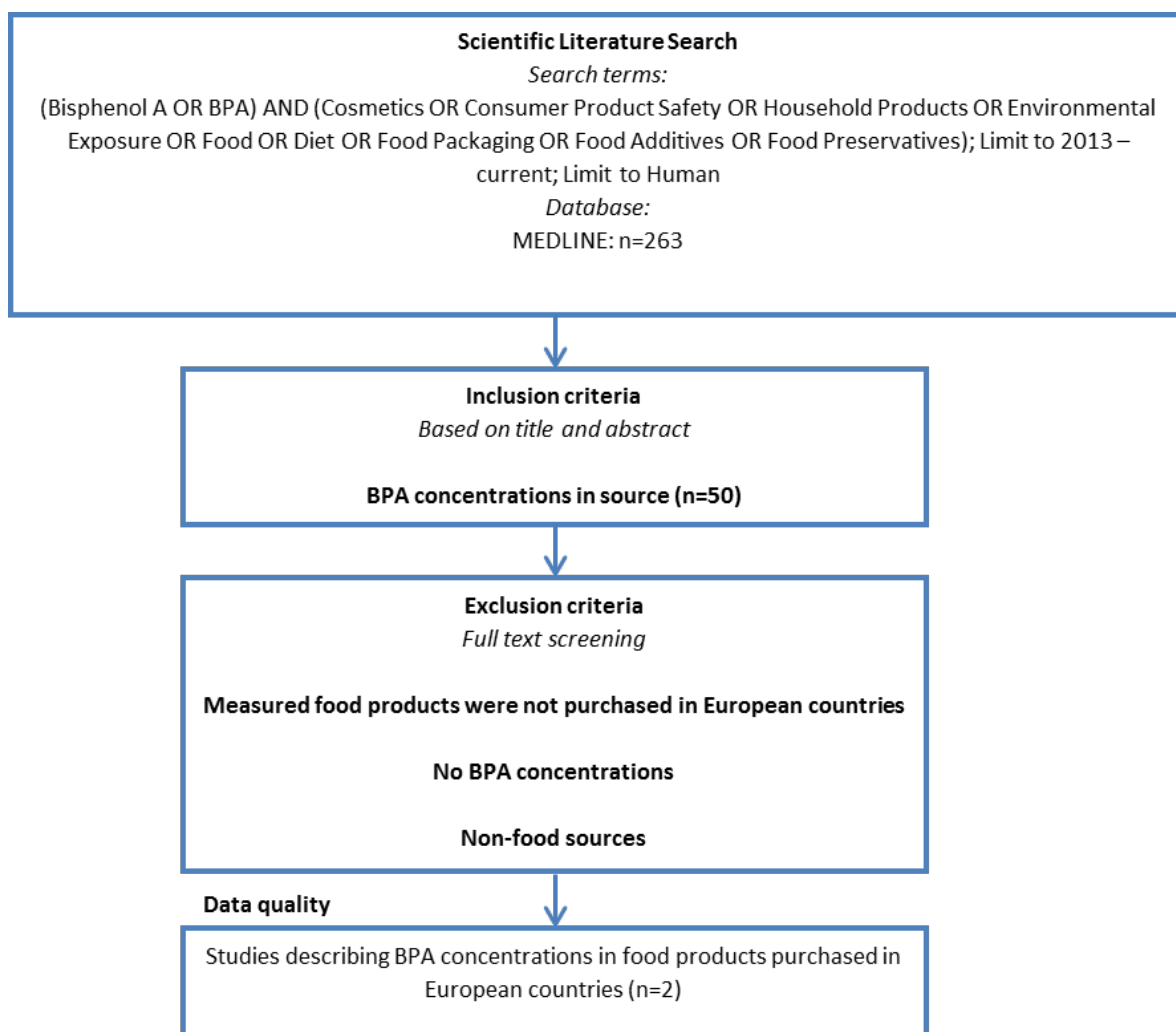 Scientific Literature Search
Search terms:
(Bisphenol A OR BPA) AND (Cosmetics OR Consumer Product Safety OR Household Products OR Environmental
Exposure OR Food OR Diet OR Food Packaging OR Food Additives OR Food Preservatives); Limit to 2013 –
current; Limit to Human
Database:
MEDLINE: n=263
Inclusion criteria
Based on title and abstract
BPA concentrations in source (n=50)
Exclusion criteria
Full text screening
Measured food products were not purchased in European countries
No BPA concentrations
Non-food sources
Data quality
Studies describing BPA concentrations in food products purchased in
European countries (n=2)